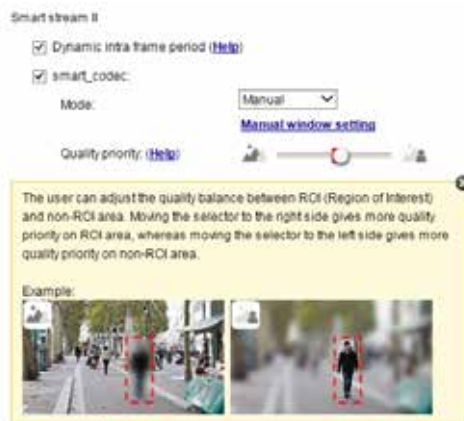 Smart stream II
Dynamic intra frame period (Help)
smart_codec:
Mode: Manual
Manual window setting
Quality priority: (Help)
The user can adjust the quality balance between ROI (Region of Interest)
and non-ROI area. Moving the selector to the right side gives more quality
priority on ROI area, whereas moving the selector to the left side gives more
quality priority on non-ROI area.
Example: